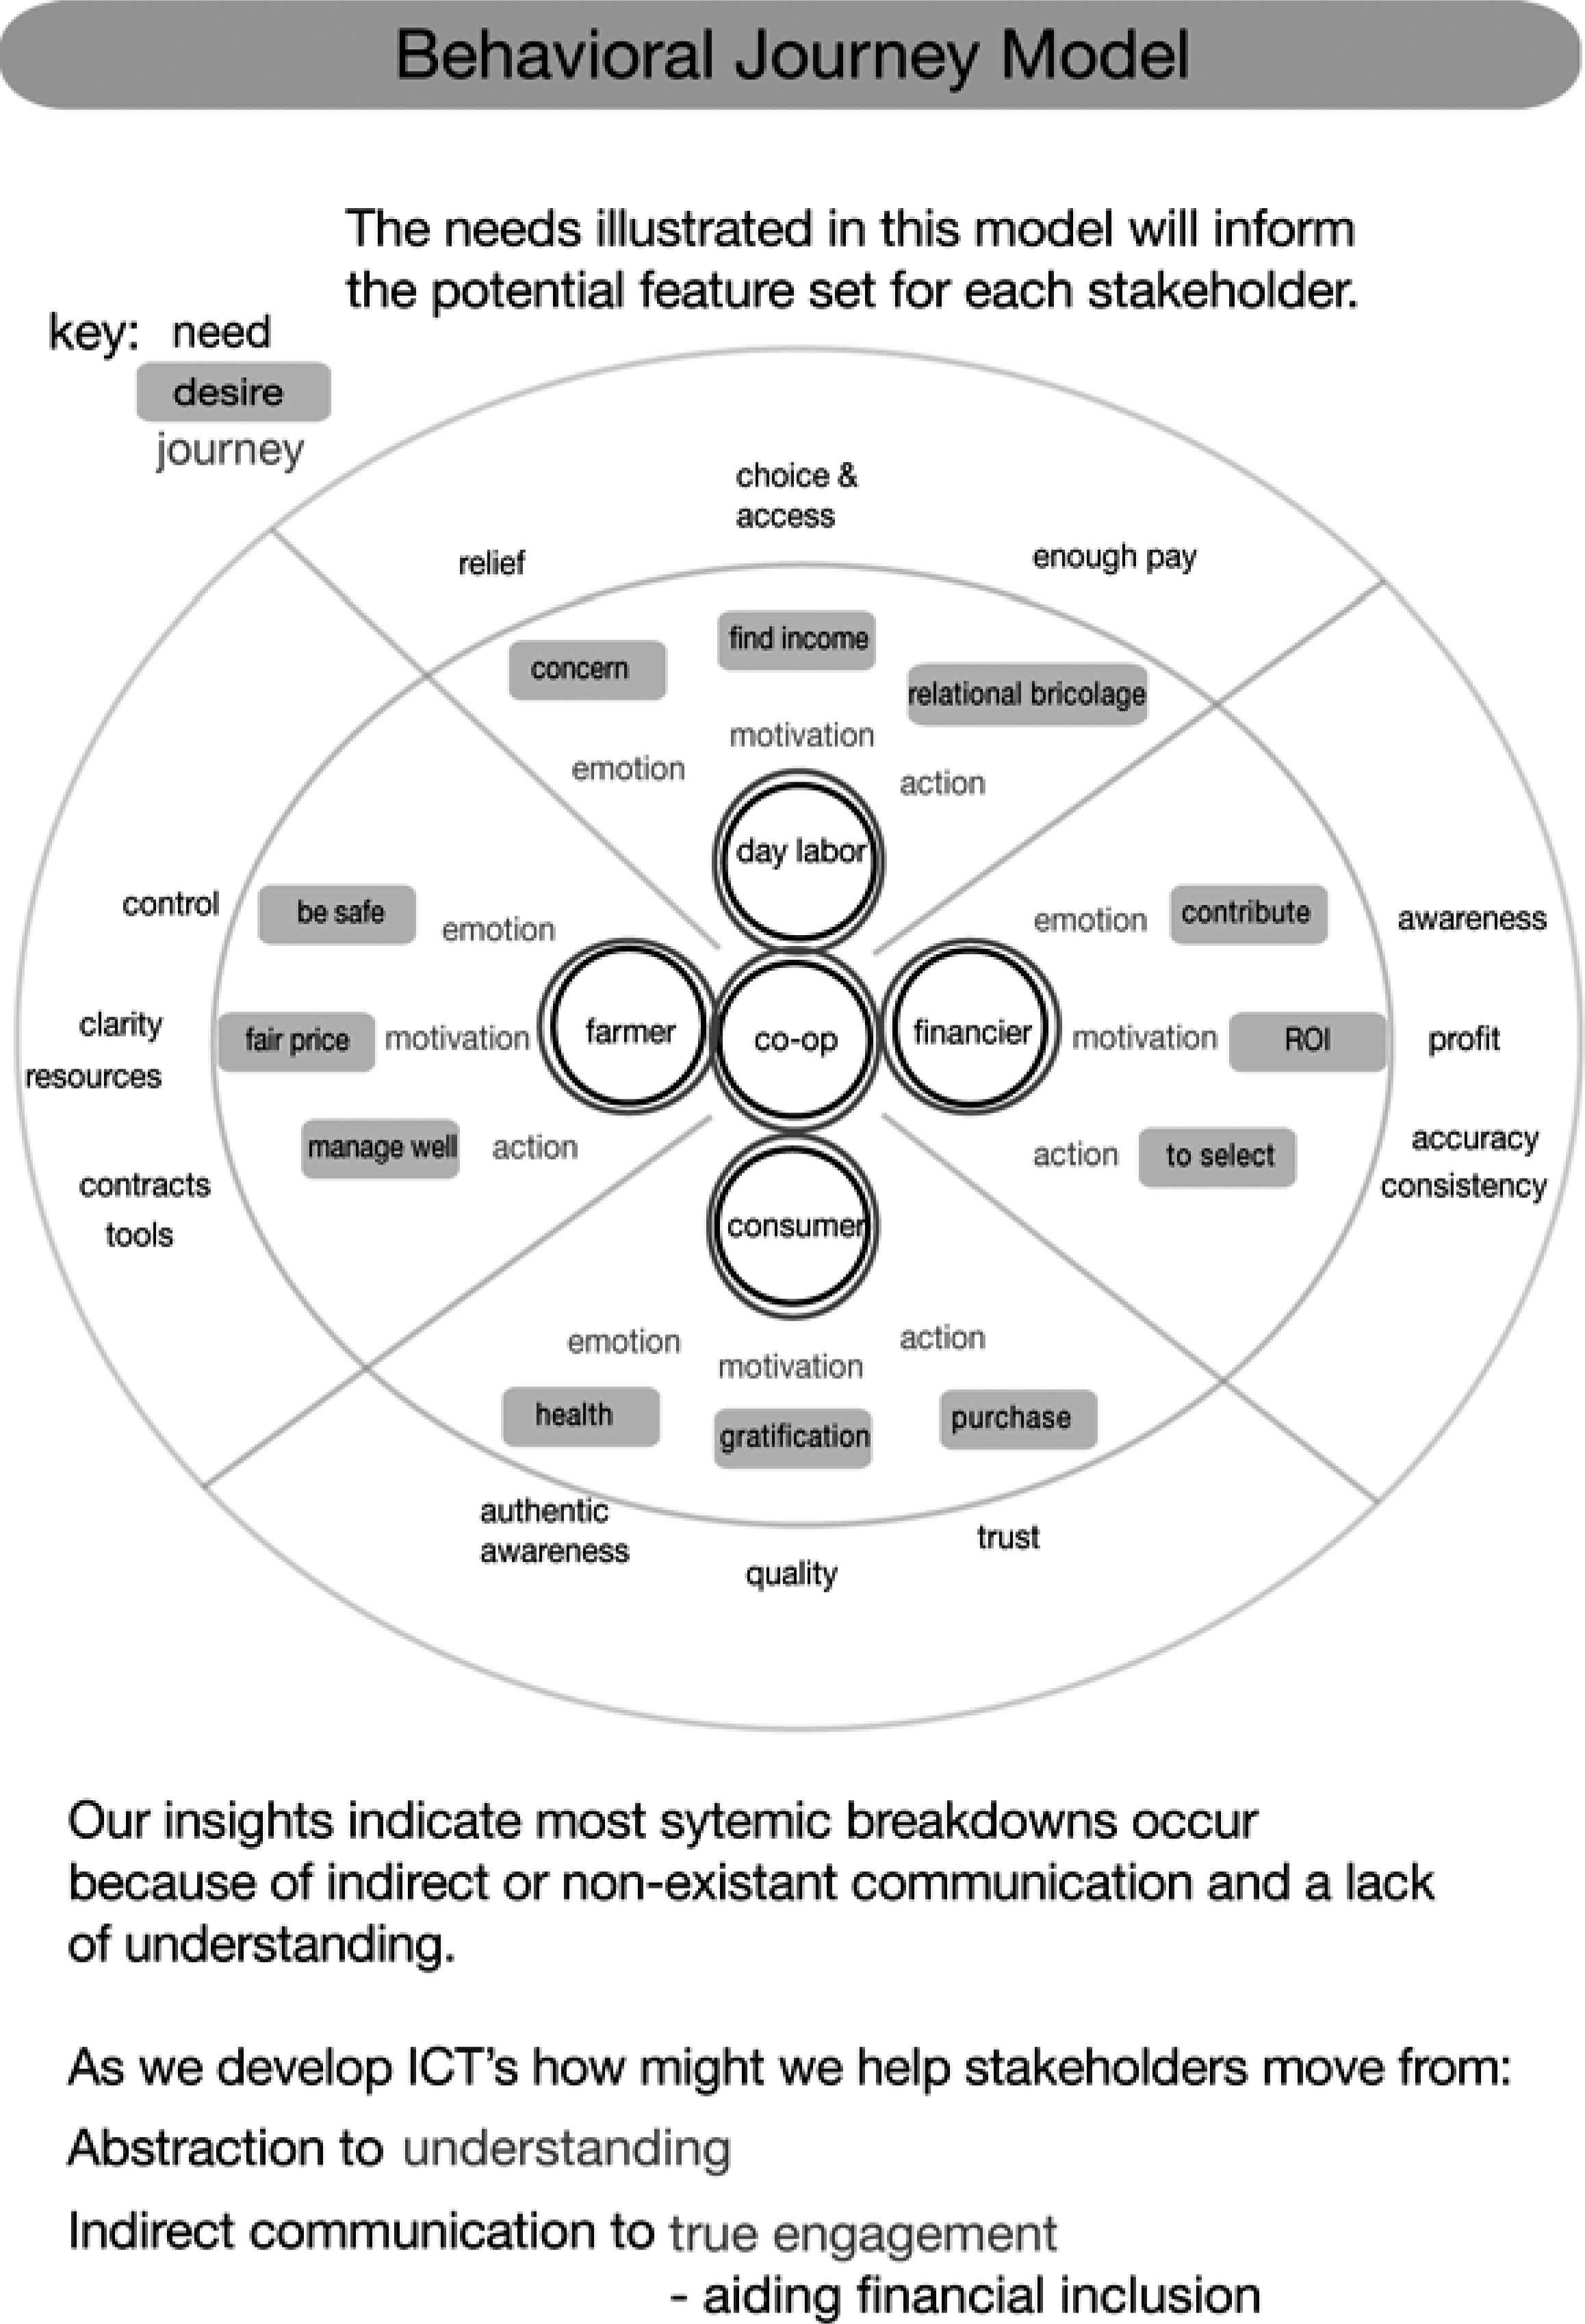 Behavioral Journey Model
The needs illustrated in this model will inform
the potential feature set for each stakeholder.
key: need
desire
journey
choice &
access
relief
enough pay
find income
concern
relational bricolage
motivation
emotion
action
day labor
control
be safe
emotion
emotion
contribute
awareness
clarity
resources
fair price
motivation
farmer
co-op
financier
motivation
ROI
profit
manage well
action
action
to select
accuracy
consistency
contracts
tools
consumer
emotion
motivation
action
health
gratification
purchase
authentic
awareness
quality
trust
Our insights indicate most sytemic breakdowns occur
because of indirect or non-existant communication and a lack
of understanding.
As we develop ICT's how might we help stakeholders move from:
Abstraction to understanding
Indirect communication to true engagement
- aiding financial inclusion